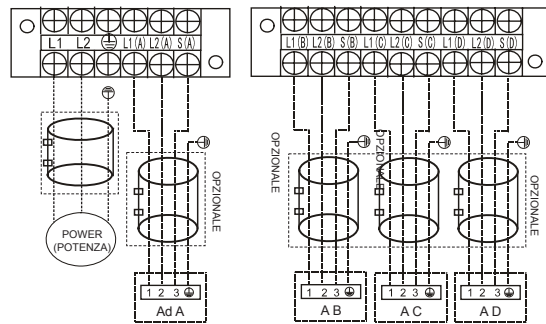 L1 L2 L1(A) L2(A) S(A)
L1(B) L2(B) S(B) L1(C) L2(C) S(C) L1(D) L2(D) S(D)
OPZIONALE
OPZIONALE
OPZIONALE
OPZIONALE
POWER
(POTENZA)
1 2 3
Ad A
1 2 3
A B
1 2 3
A C
1 2 3
A D